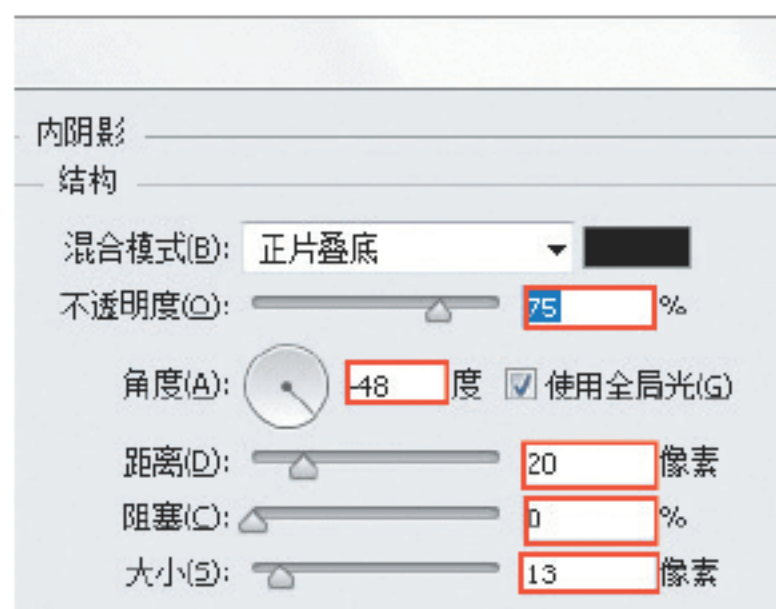 内阴影
结构
混合模式(B): 正片叠底
不透明度(O): 75 %
角度(A): -48 度 使用全局光(G)
距离(D): 20 像素
阻塞(C): 0 %
大小(S): 13 像素